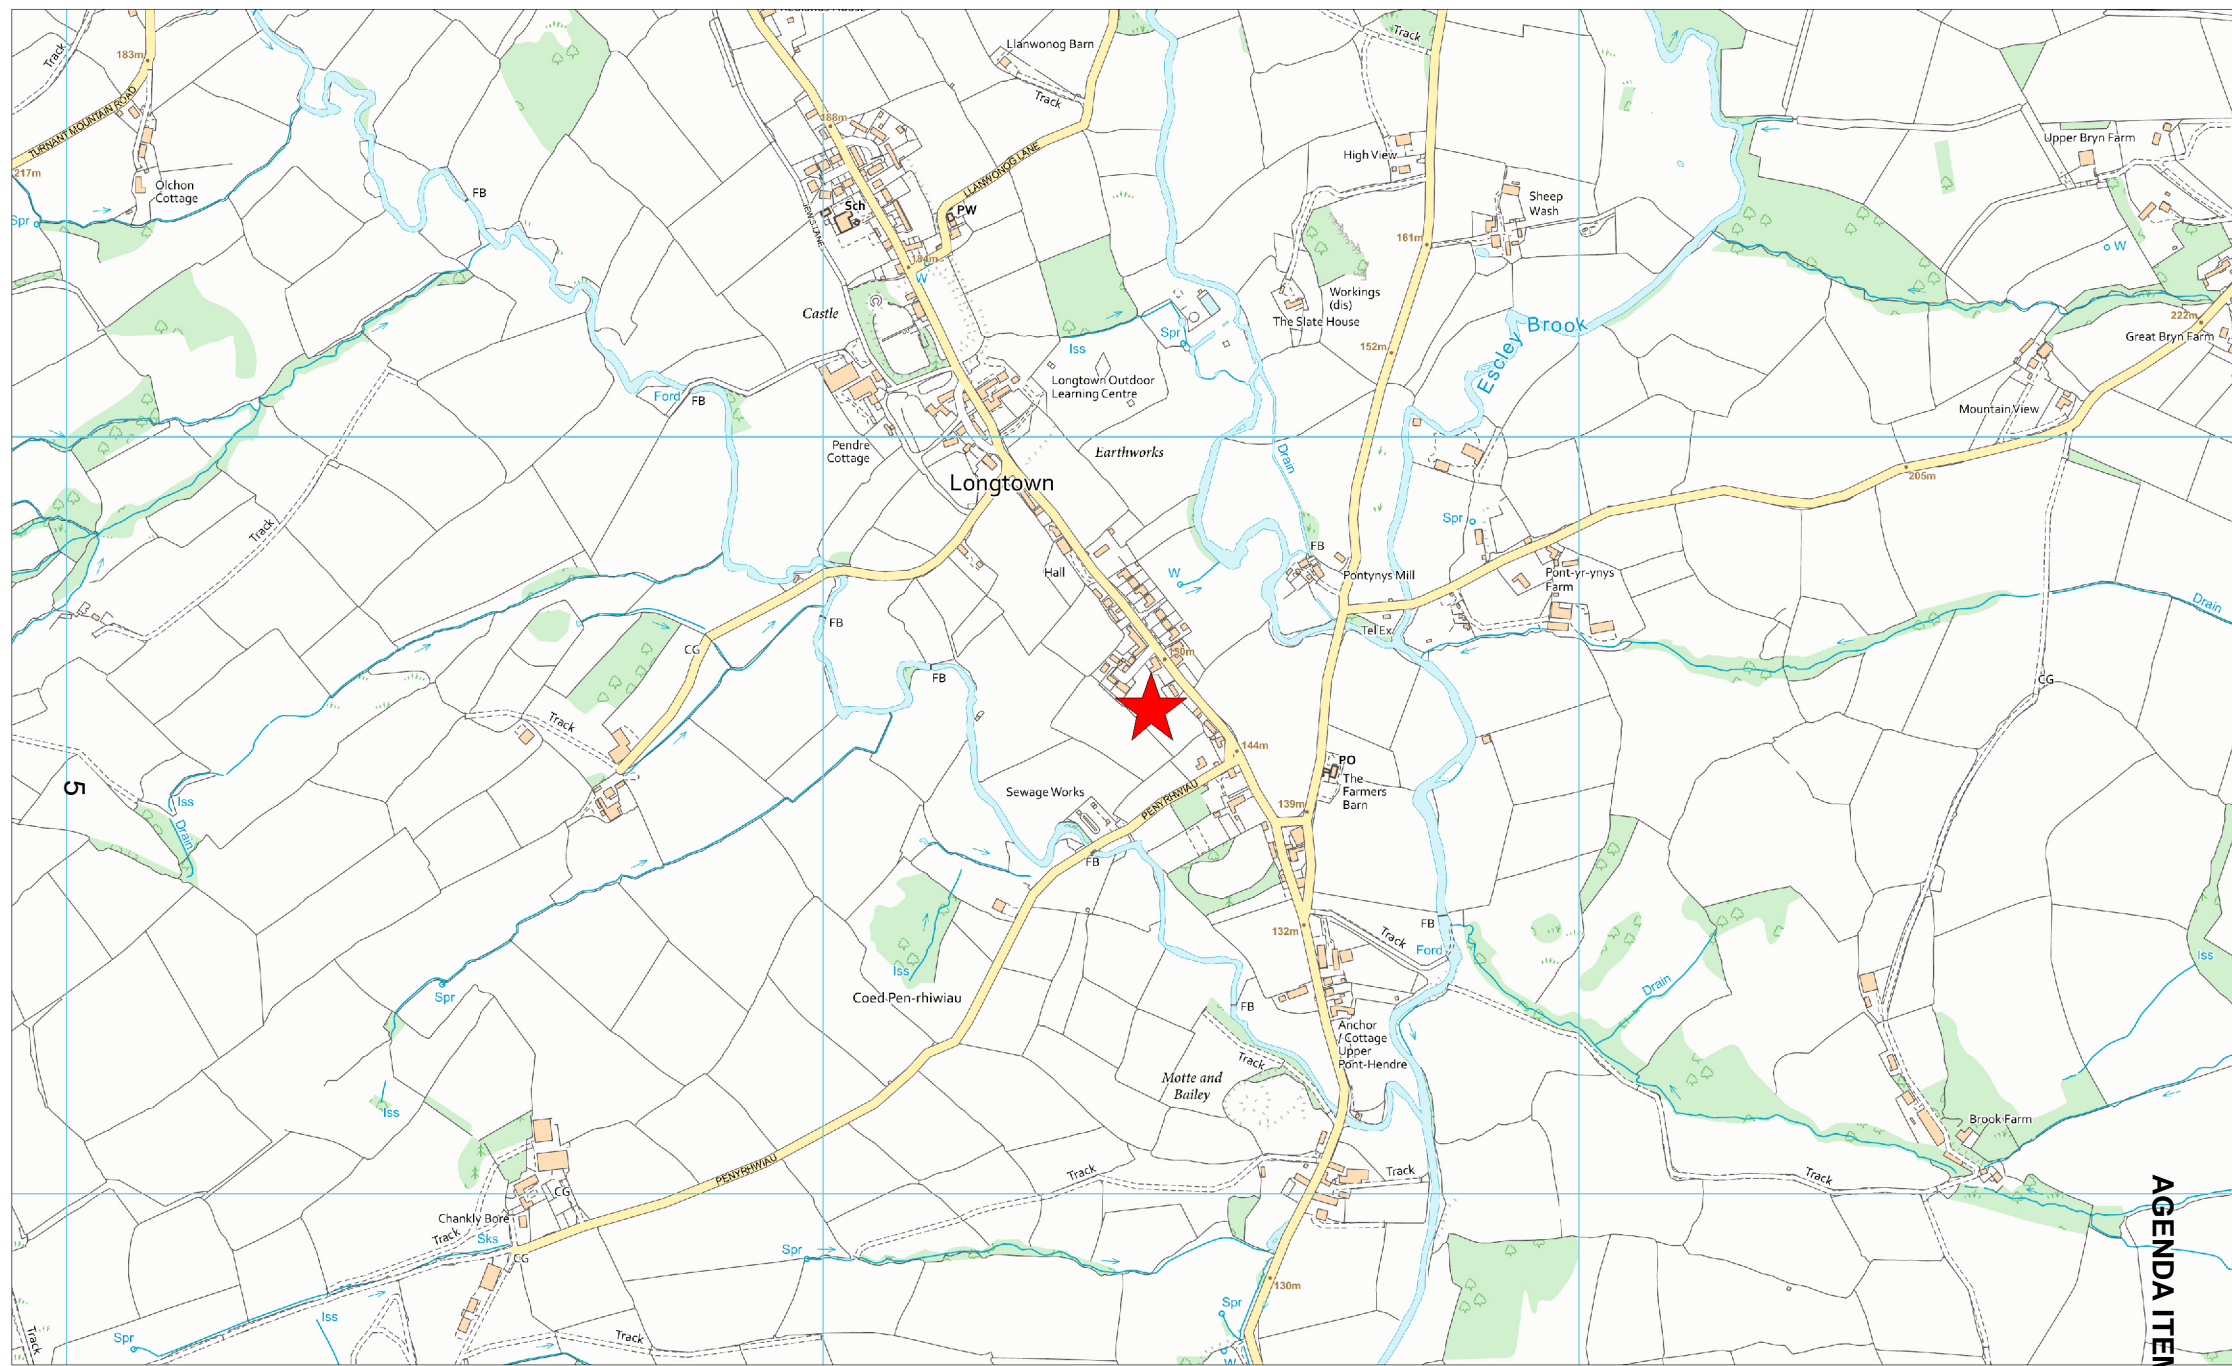 Track
183m
TURNANT MOUNTAIN ROAD
217m
Olchon
Cottage
Spr
FB
Llanwonog Barn
Track
188m
LLANWONOG LANE
Sch
PW
184m
W
Castle
Track
High View
Sheep
Wash
161m
Workings
(dis)
The Slate House
152m
Escley Brook
Upper Bryn Farm
W
222m
Great Bryn Farm
Mountain View
205m
Iss
Spr
Longtown Outdoor
Learning Centre
Ford
FB
Pendre
Cottage
Earthworks
Drain
Longtown
Track
Hall
W
FB
Pontynys Mill
Spr
Pont-yr-ynys
Farm
Tel Ex
Drain
CG
FB
CG
FB
150m
Track
144m
PO
The
Farmers
Barn
139m
Sewage Works
PENYRHWIAU
FB
5
Iss
Drain
Iss
Coed Pen-rhiwiau
Spr
132m
Track
FB
Ford
Drain
Iss
FB
Anchor
Cottage
Upper
Pont-Hendre
Track
Motte and
Bailey
Iss
Brook Farm
PENYRHWIAU
Track
Track
Track
CG
Chankly Bore
Track
Sks
CG
Spr
130m
Spr
Iss
Spr
Track
Track
W
AGENDA ITEM